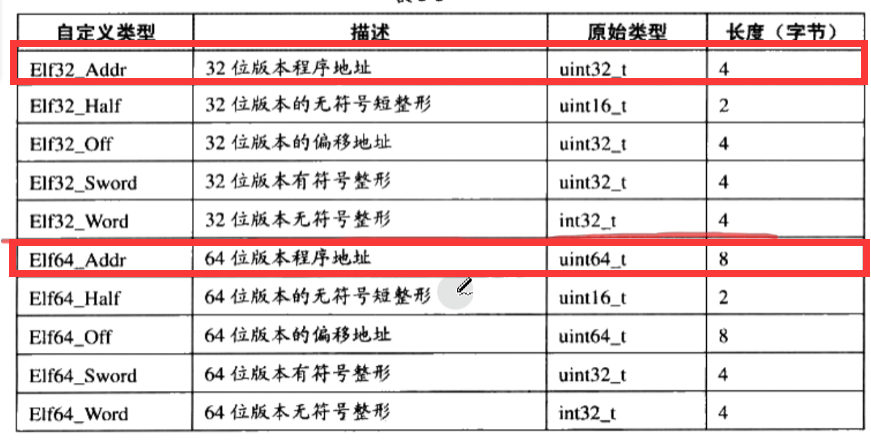 自定义类型 描述 原始类型 长度（字节）
Elf32_Addr 32 位版本程序地址 uint32_t 4
Elf32_Half 32 位版本的无符号短整形 uint16_t 2
Elf32_Off 32 位版本的偏移地址 uint32_t 4
Elf32_Sword 32 位版本有符号整形 uint32_t 4
Elf32_Word 32 位版本无符号整形 int32_t 4
Elf64_Addr 64 位版本程序地址 uint64_t 8
Elf64_Half 64 位版本的无符号短整形 uint16_t 2
Elf64_Off 64 位版本的偏移地址 uint64_t 8
Elf64_Sword 64 位版本有符号整形 uint32_t 4
Elf64_Word 64 位版本无符号整形 int32_t 4